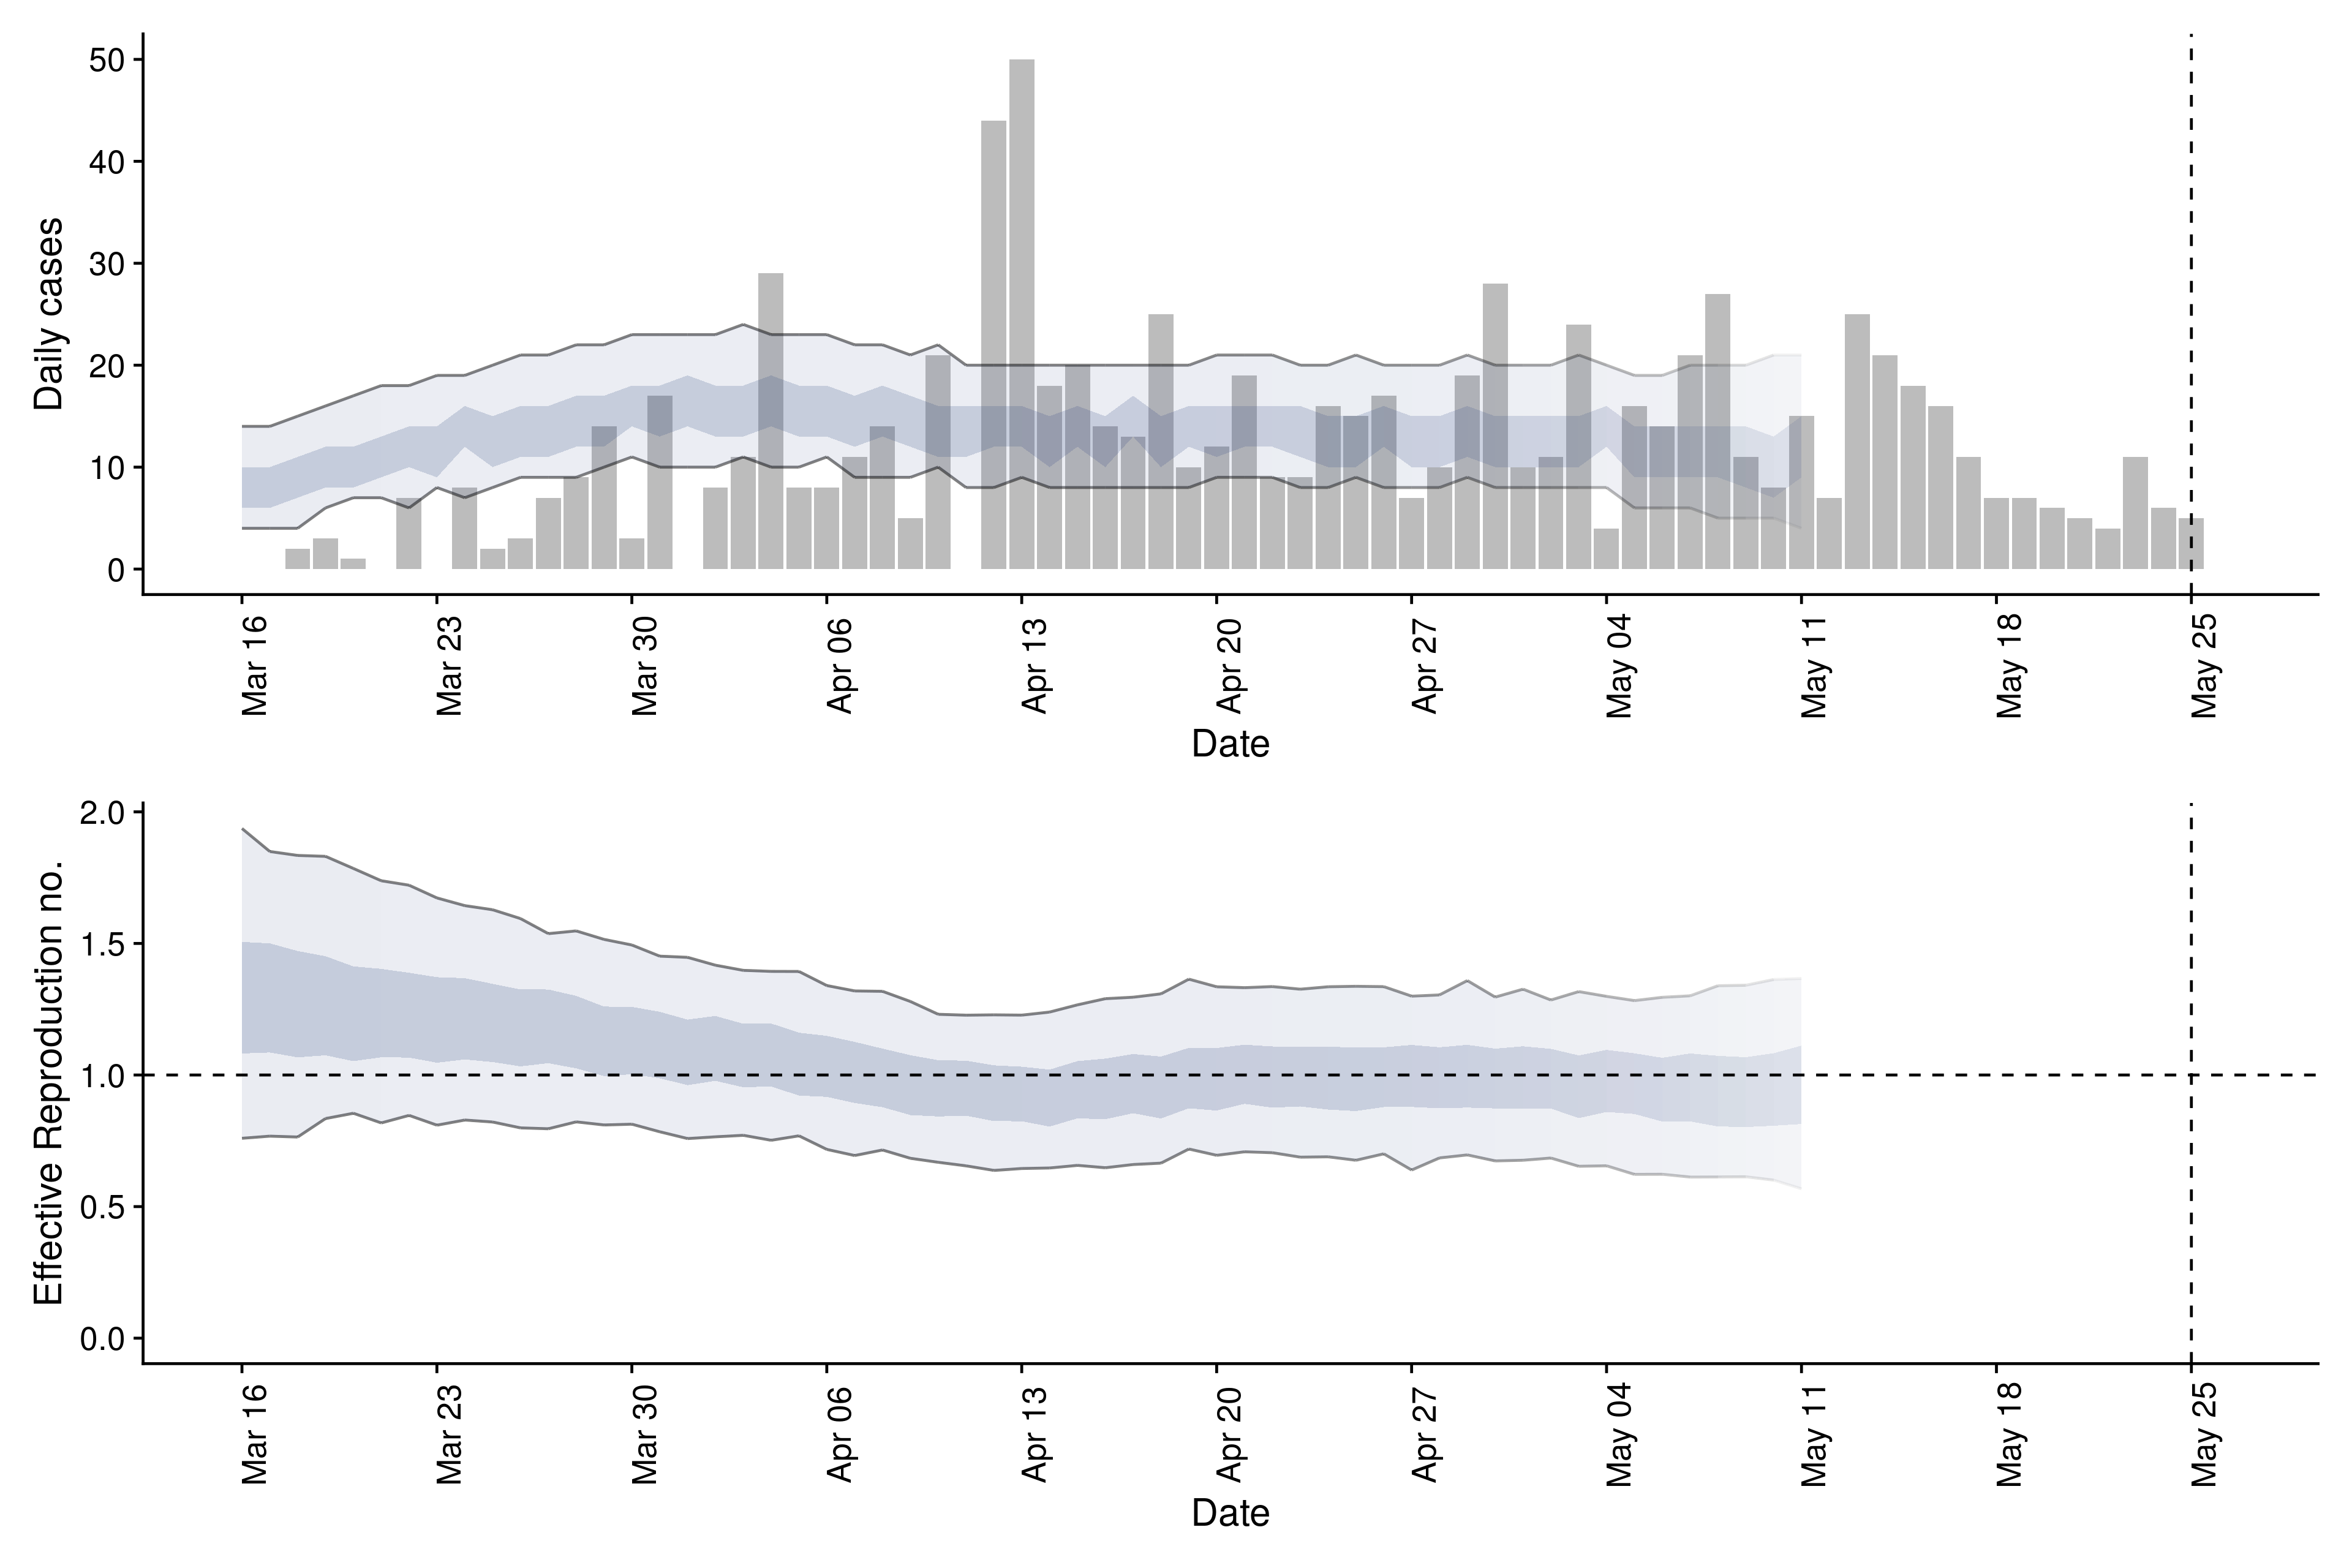 Daily cases
50
40
30
20
10
0
Mar 16
Mar 23
Mar 30
Apr 06
Apr 13
Apr 20
Apr 27
May 04
May 11
May 18
May 25
Date
Effective Reproduction no.
2.0
1.5
1.0
0.5
0.0
Mar 16
Mar 23
Mar 30
Apr 06
Apr 13
Apr 20
Apr 27
May 04
May 11
May 18
May 25
Date